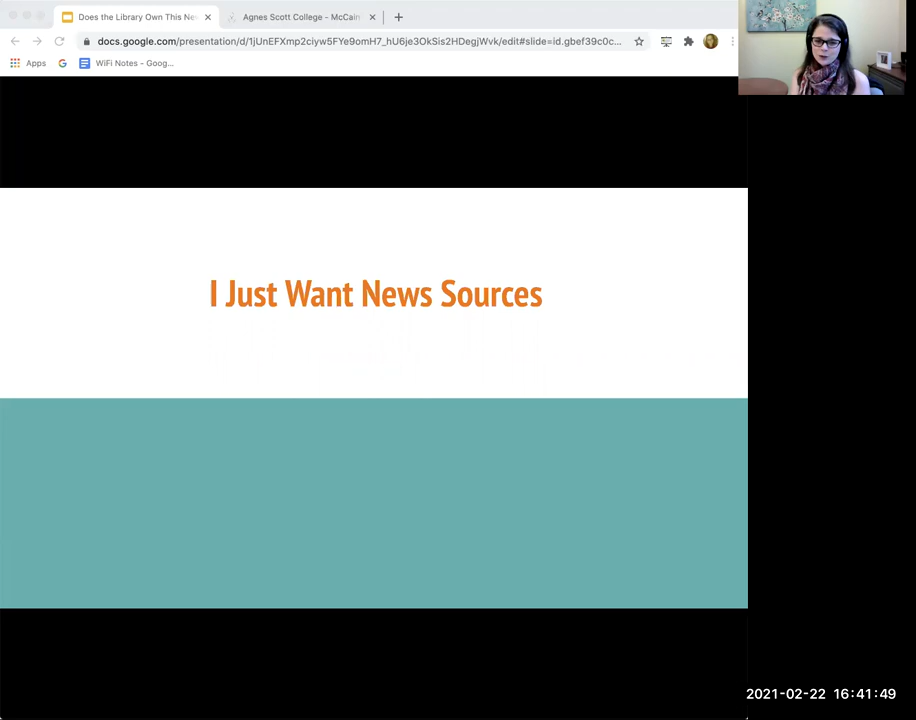 Does the Library Own This Ne
Agnes Scott College - McCain
docs.google.com/presentation/d/1jUnEFXmp2ciyw5FYe9omH7_hU6je3OkSis2HDegjWvk/edit#slide=id.gbef39c0c...
Apps
G
WiFi Notes - Goog...
I Just Want News Sources
2021-02-22 16:41:49